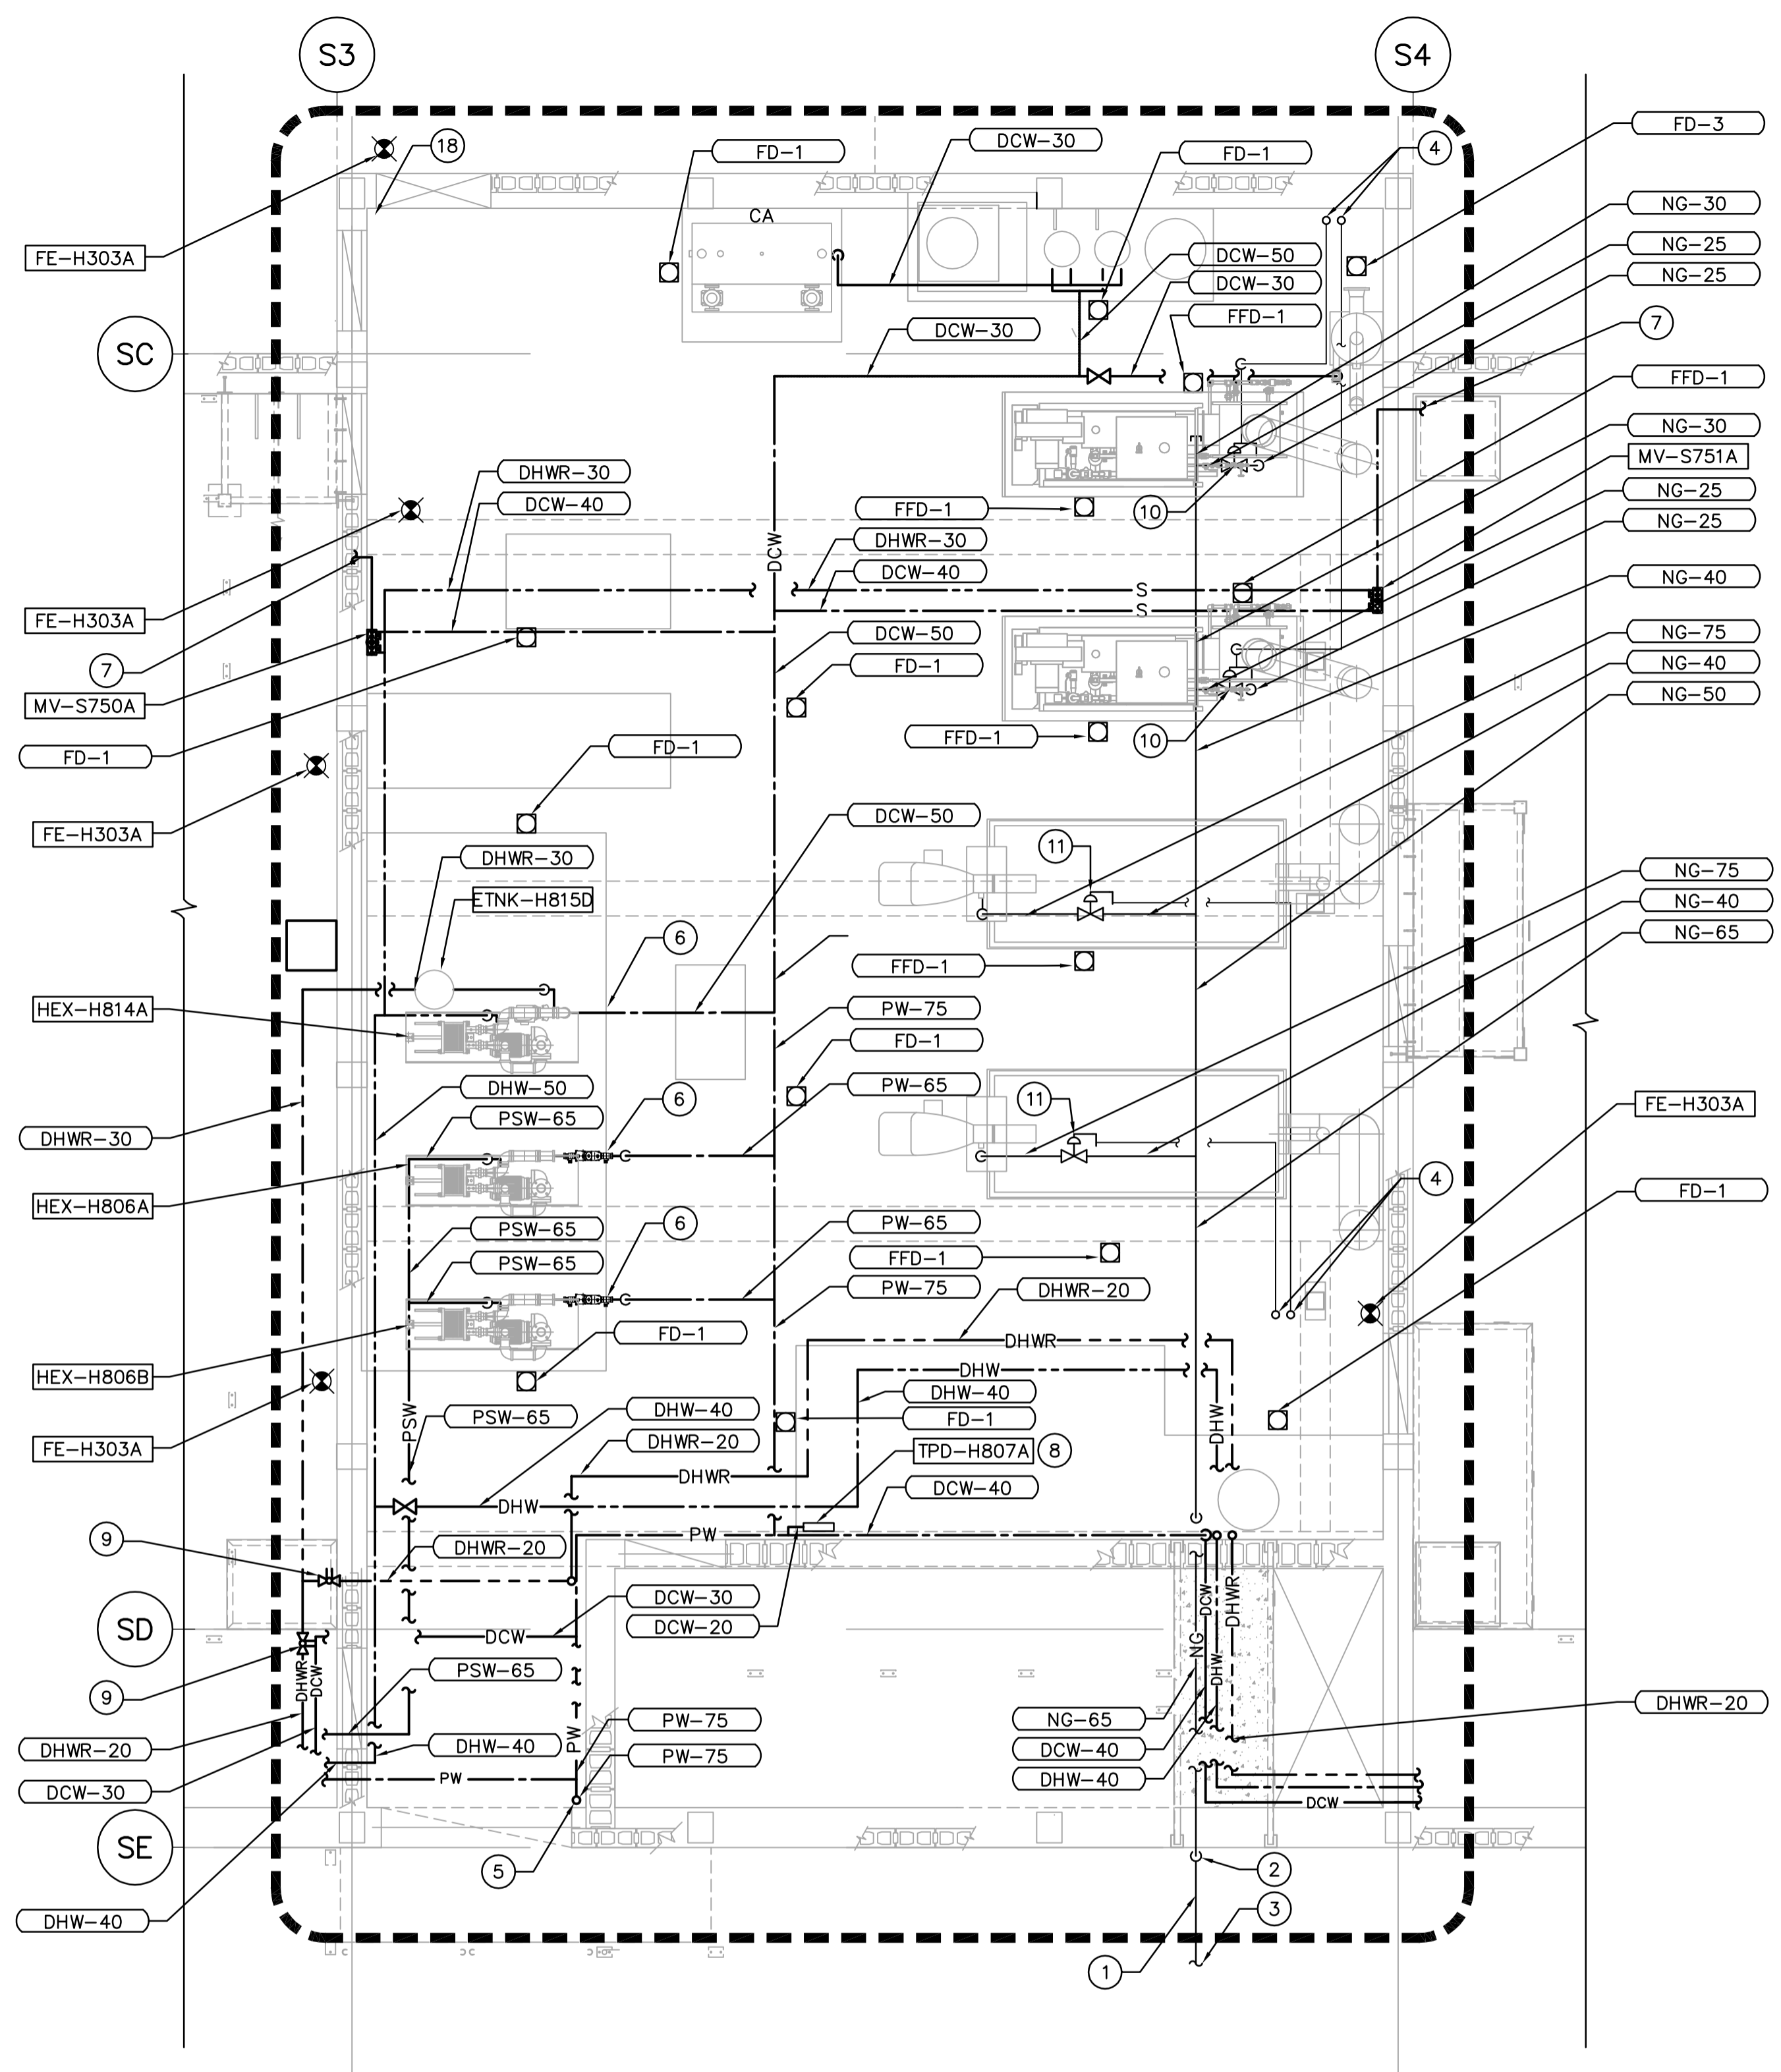 S3
S4
FD-3
18
FD-1
DCW-30
FD-1
4
NG-30
CA
FE-H303A
DCW-50
NG-25
DCW-30
NG-25
FFD-1
DCW-30
7
SC
FFD-1
NG-30
MV-S751A
DHWR-30
NG-25
DCW-40
FFD-1
10
NG-25
DCW
DHWR-30
DCW-40
S
NG-40
S
FE-H303A
DCW-50
NG-75
7
FD-1
NG-40
MV-S750A
NG-50
FD-1
FD-1
FFD-1
10
FE-H303A
DCW-50
11
DHWR-30
NG-75
ETNK-H815D
NG-40
6
NG-65
FFD-1
HEX-H814A
PW-75
FD-1
DHW-50
PW-65
6
11
FE-H303A
PSW-65
DHWR-30
4
FD-1
HEX-H806A
PSW-65
6
PW-65
PSW-65
FFD-1
PW-75
DHWR-20
FD-1
DHWR
HEX-H806B
DHW
DHW-40
PSW
PSW-65
DHW-40
FD-1
DHW
DHWR-20
TPD-H807A
8
FE-H303A
DHWR
DCW-40
DHW
PW
9
DHWR-20
DCW-30
DCW
DHWR
DCW-20
SD
DCW
NG
DHW
PSW-65
DHWR
DCW
9
DHWR-20
NG-65
PW-75
PW
DHWR-20
DHW-40
DCW-40
PW-75
DCW-30
PW
DHW-40
DCW
SE
5
2
DHW-40
3
1